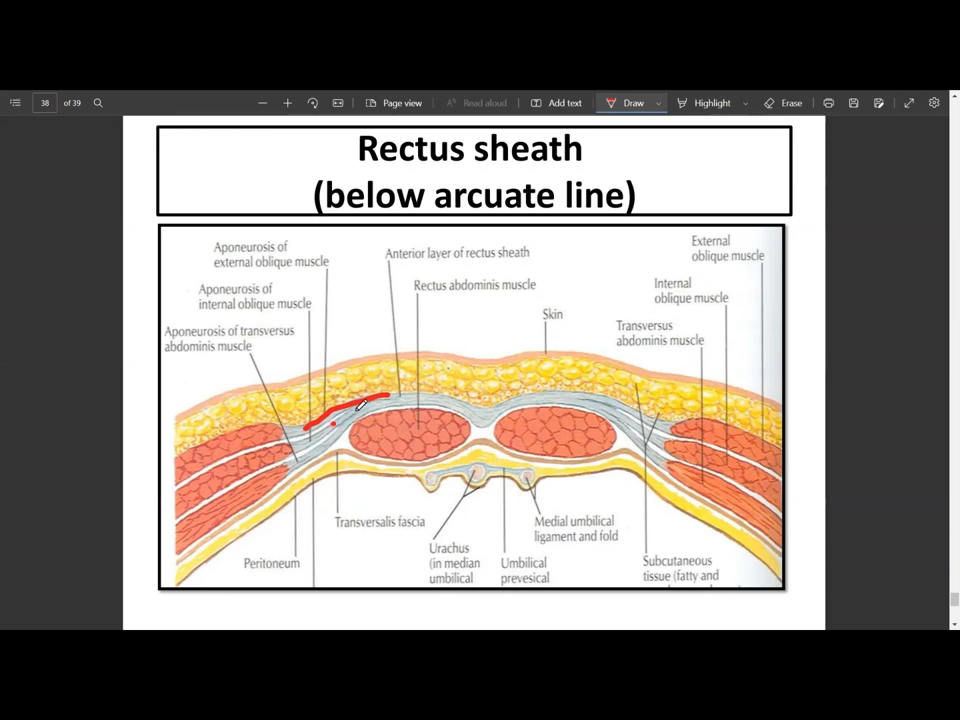 38 of 39
Page view
Read aloud
Add text
Draw
Highlight
Erase
Rectus sheath
(below arcuate line)
Aponeurosis of
external oblique muscle
Anterior layer of rectus sheath
External
oblique muscle
Aponeurosis of
internal oblique muscle
Rectus abdominis muscle
Internal
oblique muscle
Skin
Aponeurosis of transversus
abdominis muscle
Transversus
abdominis muscle
Transversalis fascia
Medial umbilical
ligament and fold
Peritoneum
Urachus
(in median
umbilical
Umbilical
prevesical
Subcutaneous
tissue (fatty and